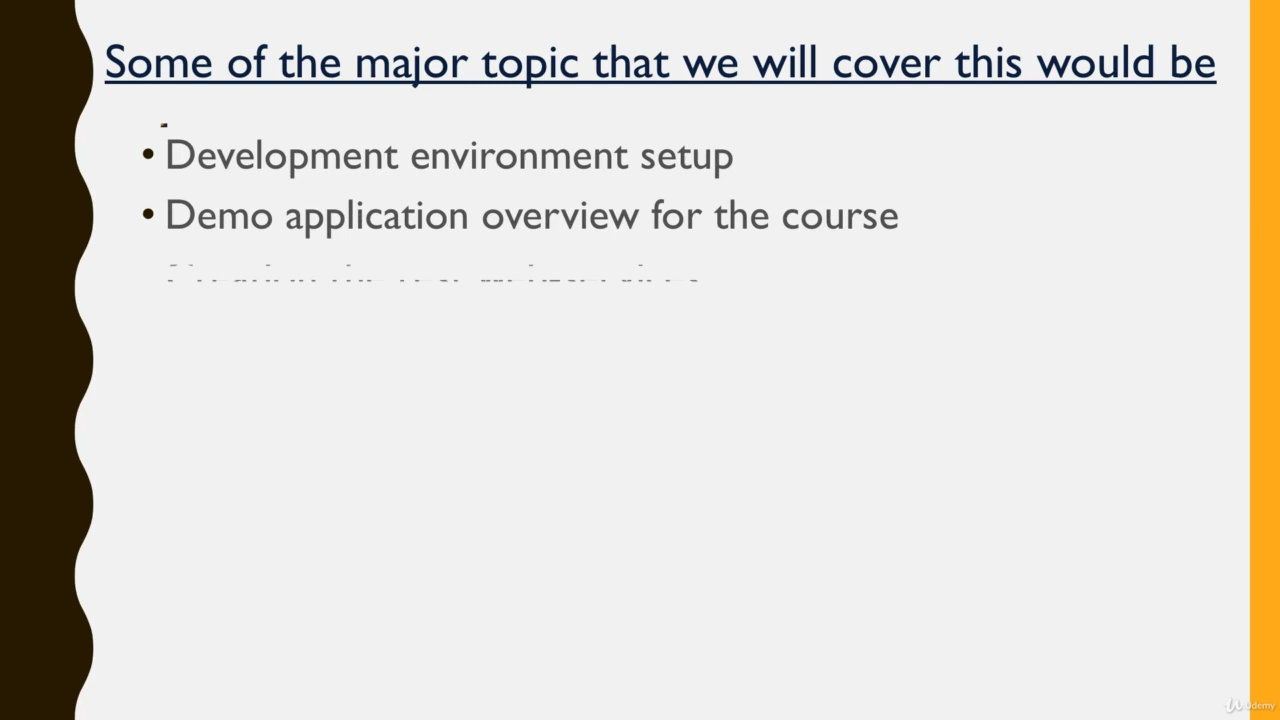 Some of the major topic that we will cover this would be
• Development environment setup
• Demo application overview for the course
Udemy